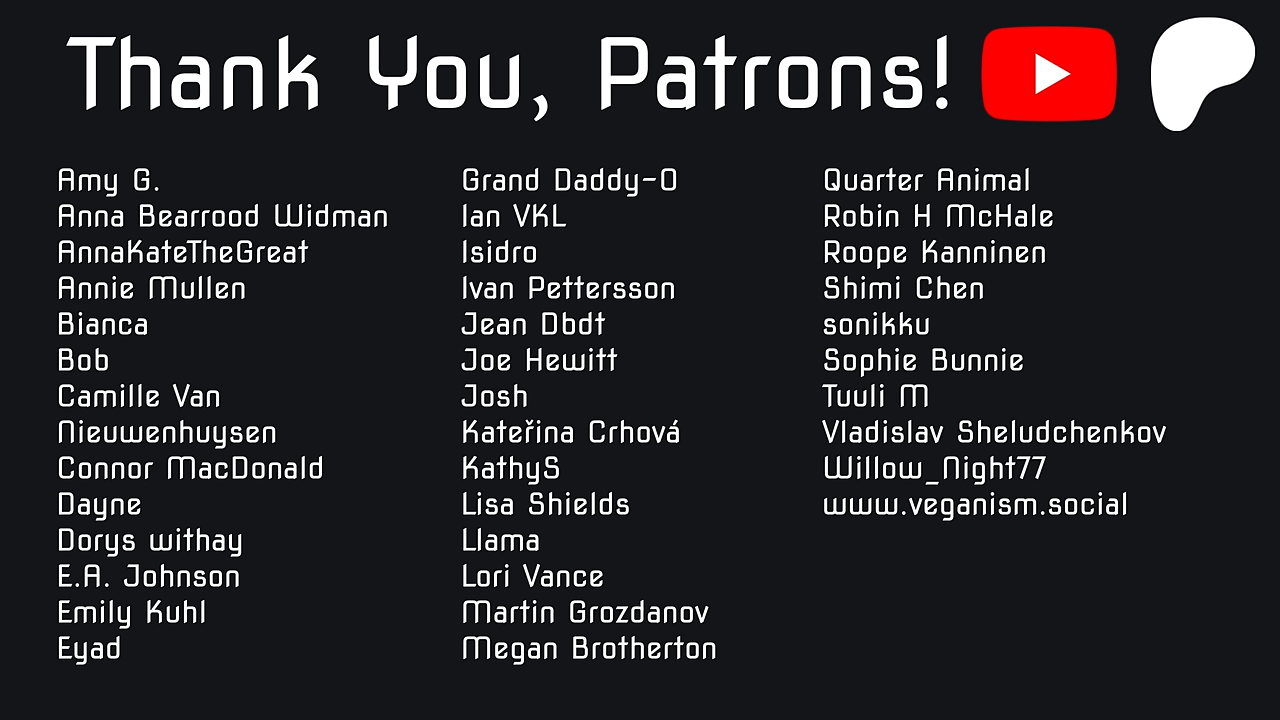 Thank You, Patrons!
Amy G.
Anna Bearrood Widman
AnnaKateTheGreat
Annie Mullen
Bianca
Bob
Camille Van
Nieuwenhuysen
Connor MacDonald
Dayne
Dorys withay
E.A. Johnson
Emily Kuhl
Eyad
Grand Daddy-O
Ian VKL
Isidro
Ivan Pettersson
Jean Dbdt
Joe Hewitt
Josh
Kateřina Crhová
KathyS
Lisa Shields
Llama
Lori Vance
Martin Grozdanov
Megan Brotherton
Quarter Animal
Robin H McHale
Roope Kanninen
Shimi Chen
sonikku
Sophie Bunnie
Tuuli M
Vladislav Sheludchenkov
Willow_Night77
www.veganism.social